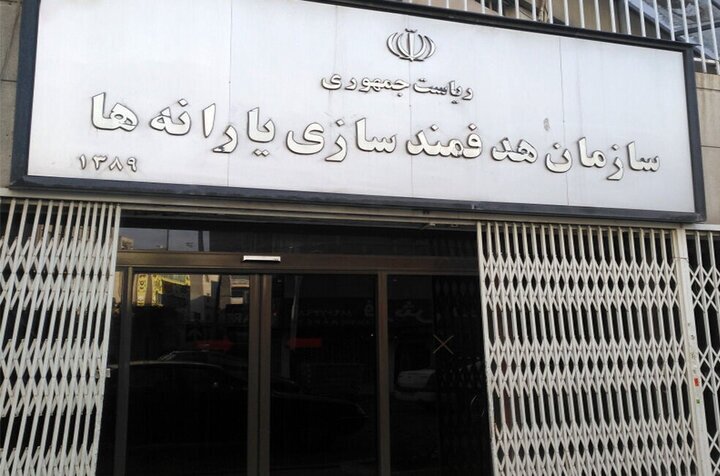 ریاست جمهوری
سازمان هدفمند سازی یارانه ها
۱۳۸۹